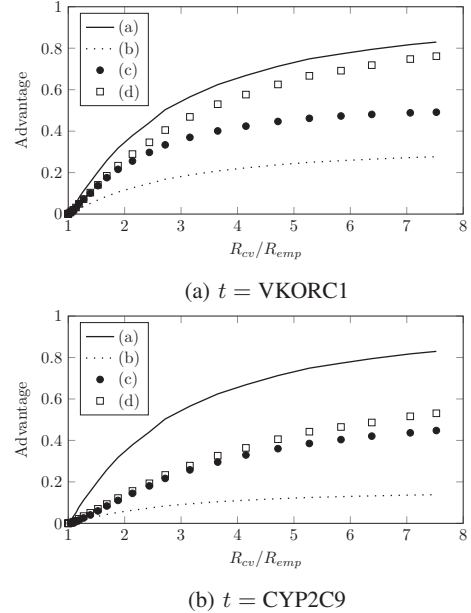 1
0.8
0.6
0.4
0.2
0
Advantage
(a)
(b)
(c)
(d)
1 2 3 4 5 6 7 8
R_cv/R_emp
(a) t = VKORC1
1
0.8
0.6
0.4
0.2
0
Advantage
(a)
(b)
(c)
(d)
1 2 3 4 5 6 7 8
R_cv/R_emp
(b) t = CYP2C9